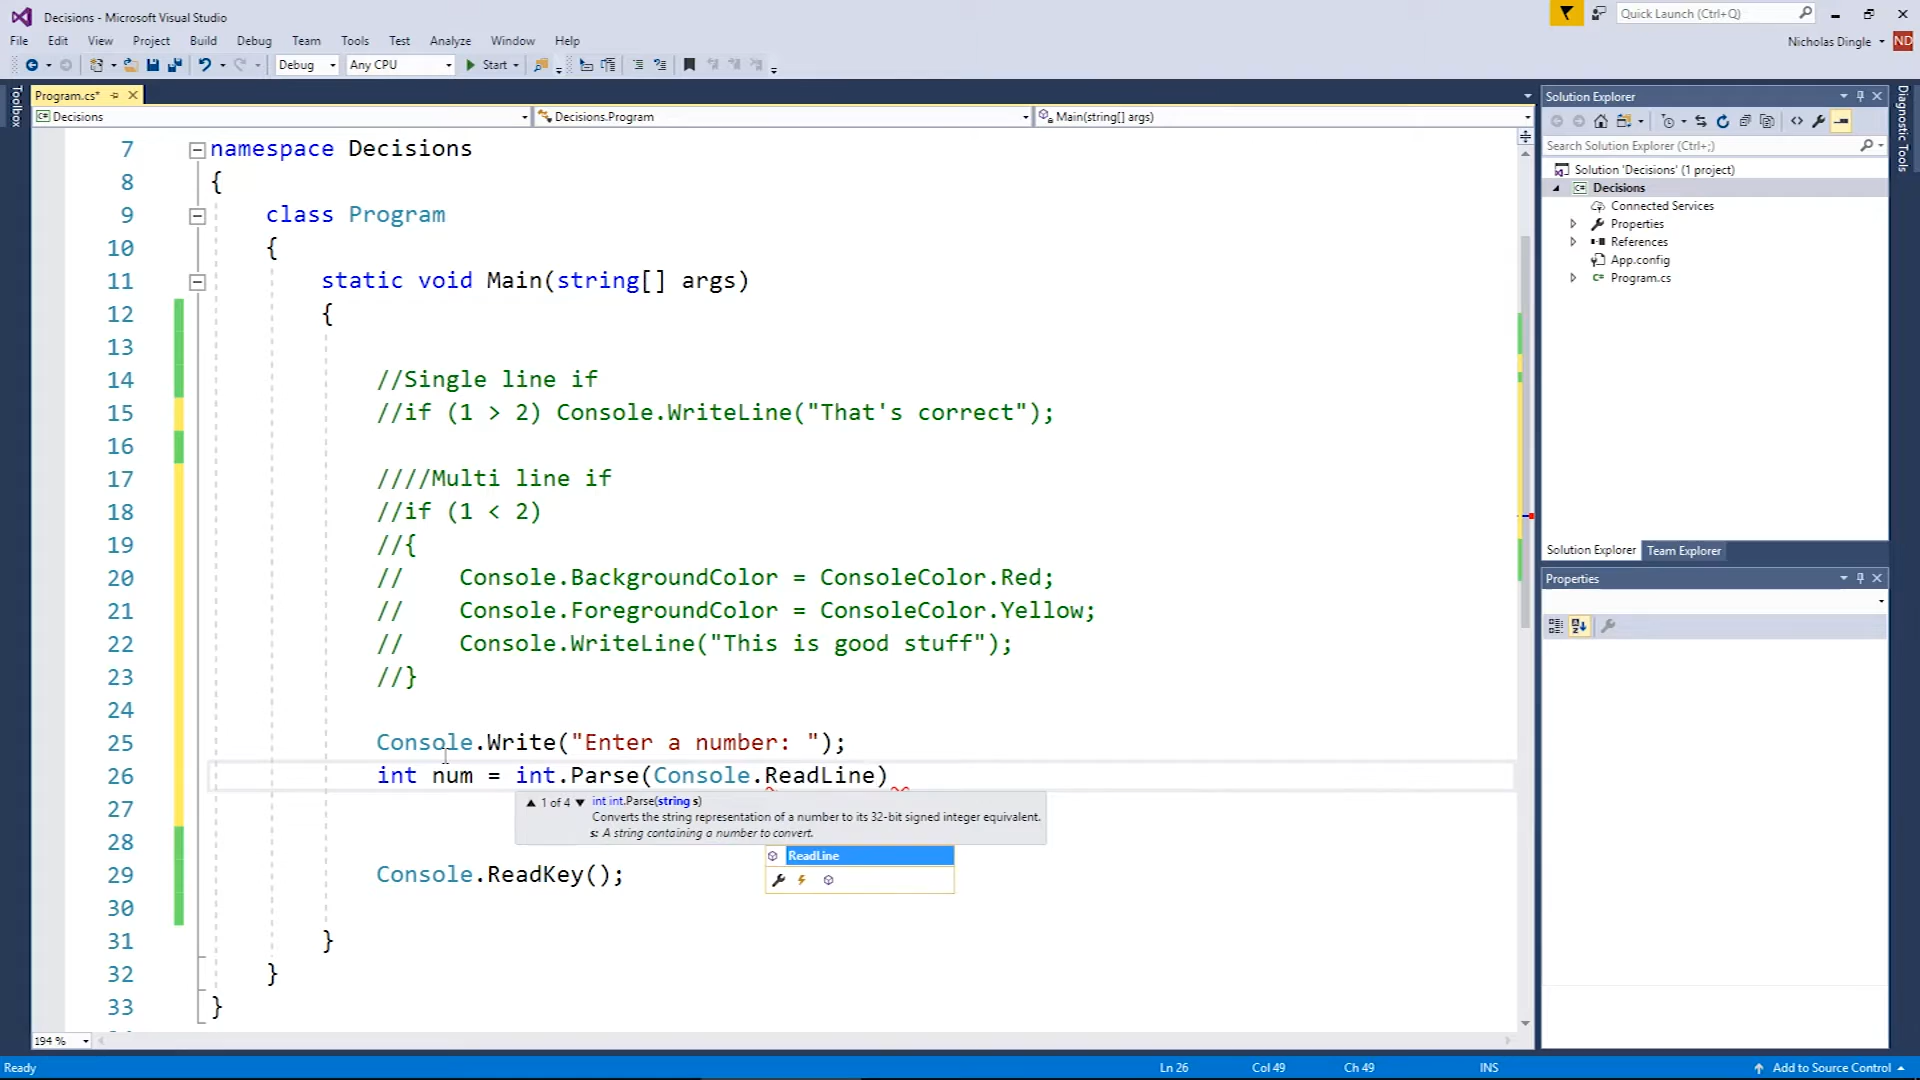 Decisions - Microsoft Visual Studio
Quick Launch (Ctrl+Q)
File Edit View Project Build Debug Team Tools Test Analyze Window Help
Nicholas Dingle ND
Debug Any CPU Start
Toolbox
Program.cs*
Decisions Decisions.Program Main(string[] args)
7 namespace Decisions
8 {
9 class Program
10 {
11 static void Main(string[] args)
12 {
13
14 //Single line if
15 //if (1 > 2) Console.WriteLine("That's correct");
16
17 ////Multi line if
18 //if (1 < 2)
19 //{
20 // Console.BackgroundColor = ConsoleColor.Red;
21 // Console.ForegroundColor = ConsoleColor.Yellow;
22 // Console.WriteLine("This is good stuff");
23 //}
24
25 Console.Write("Enter a number: ");
26 int num = int.Parse(Console.ReadLine)
27
▲ 1 of 4 ▼ int int.Parse(string s)
Converts the string representation of a number to its 32-bit signed integer equivalent.
s: A string containing a number to convert.
28
ReadLine
29 Console.ReadKey();
30
31 }
32 }
33 }
194 %
Solution Explorer
Search Solution Explorer (Ctrl+;)
Solution 'Decisions' (1 project)
C# Decisions
Connected Services
Properties
References
App.config
C# Program.cs
Solution Explorer Team Explorer
Properties
Diagnostic Tools
Ready Ln 26 Col 49 Ch 49 INS Add to Source Control